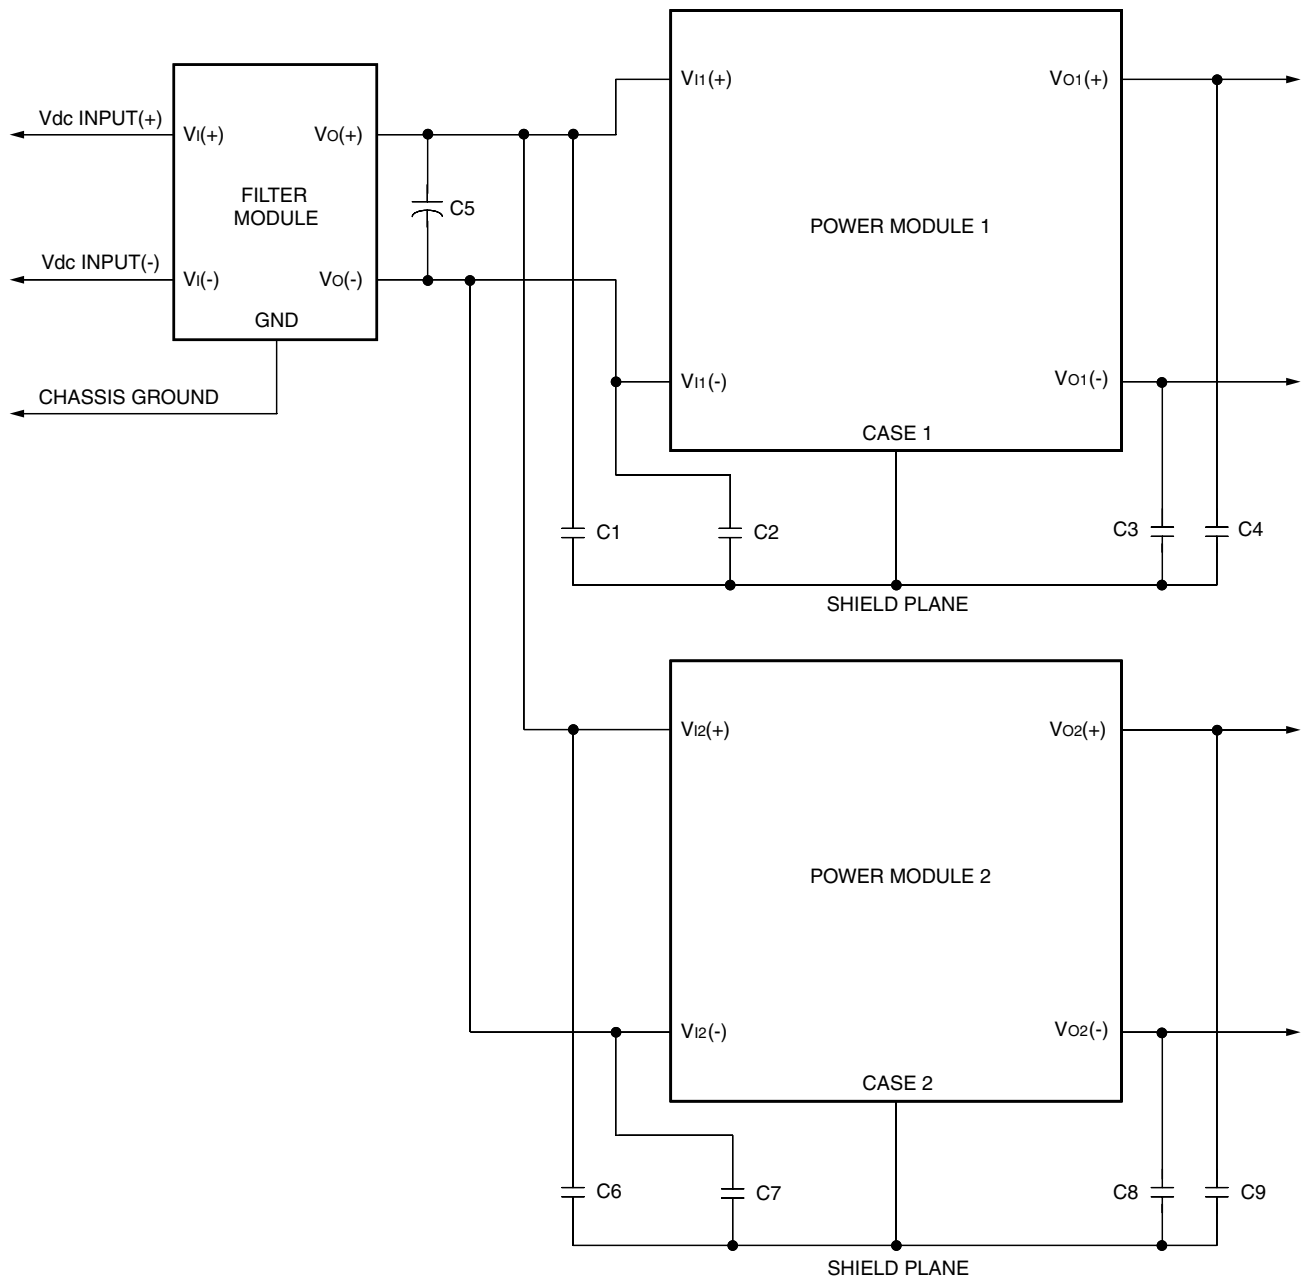 VI1(+)
VO1(+)
Vdc INPUT(+)
VI(+)
VO(+)
FILTER
MODULE
C5
POWER MODULE 1
Vdc INPUT(-)
VI(-)
VO(-)
GND
VI1(-)
VO1(-)
CHASSIS GROUND
CASE 1
C1
C2
C3
C4
SHIELD PLANE
VI2(+)
VO2(+)
POWER MODULE 2
VI2(-)
VO2(-)
CASE 2
C6
C7
C8
C9
SHIELD PLANE